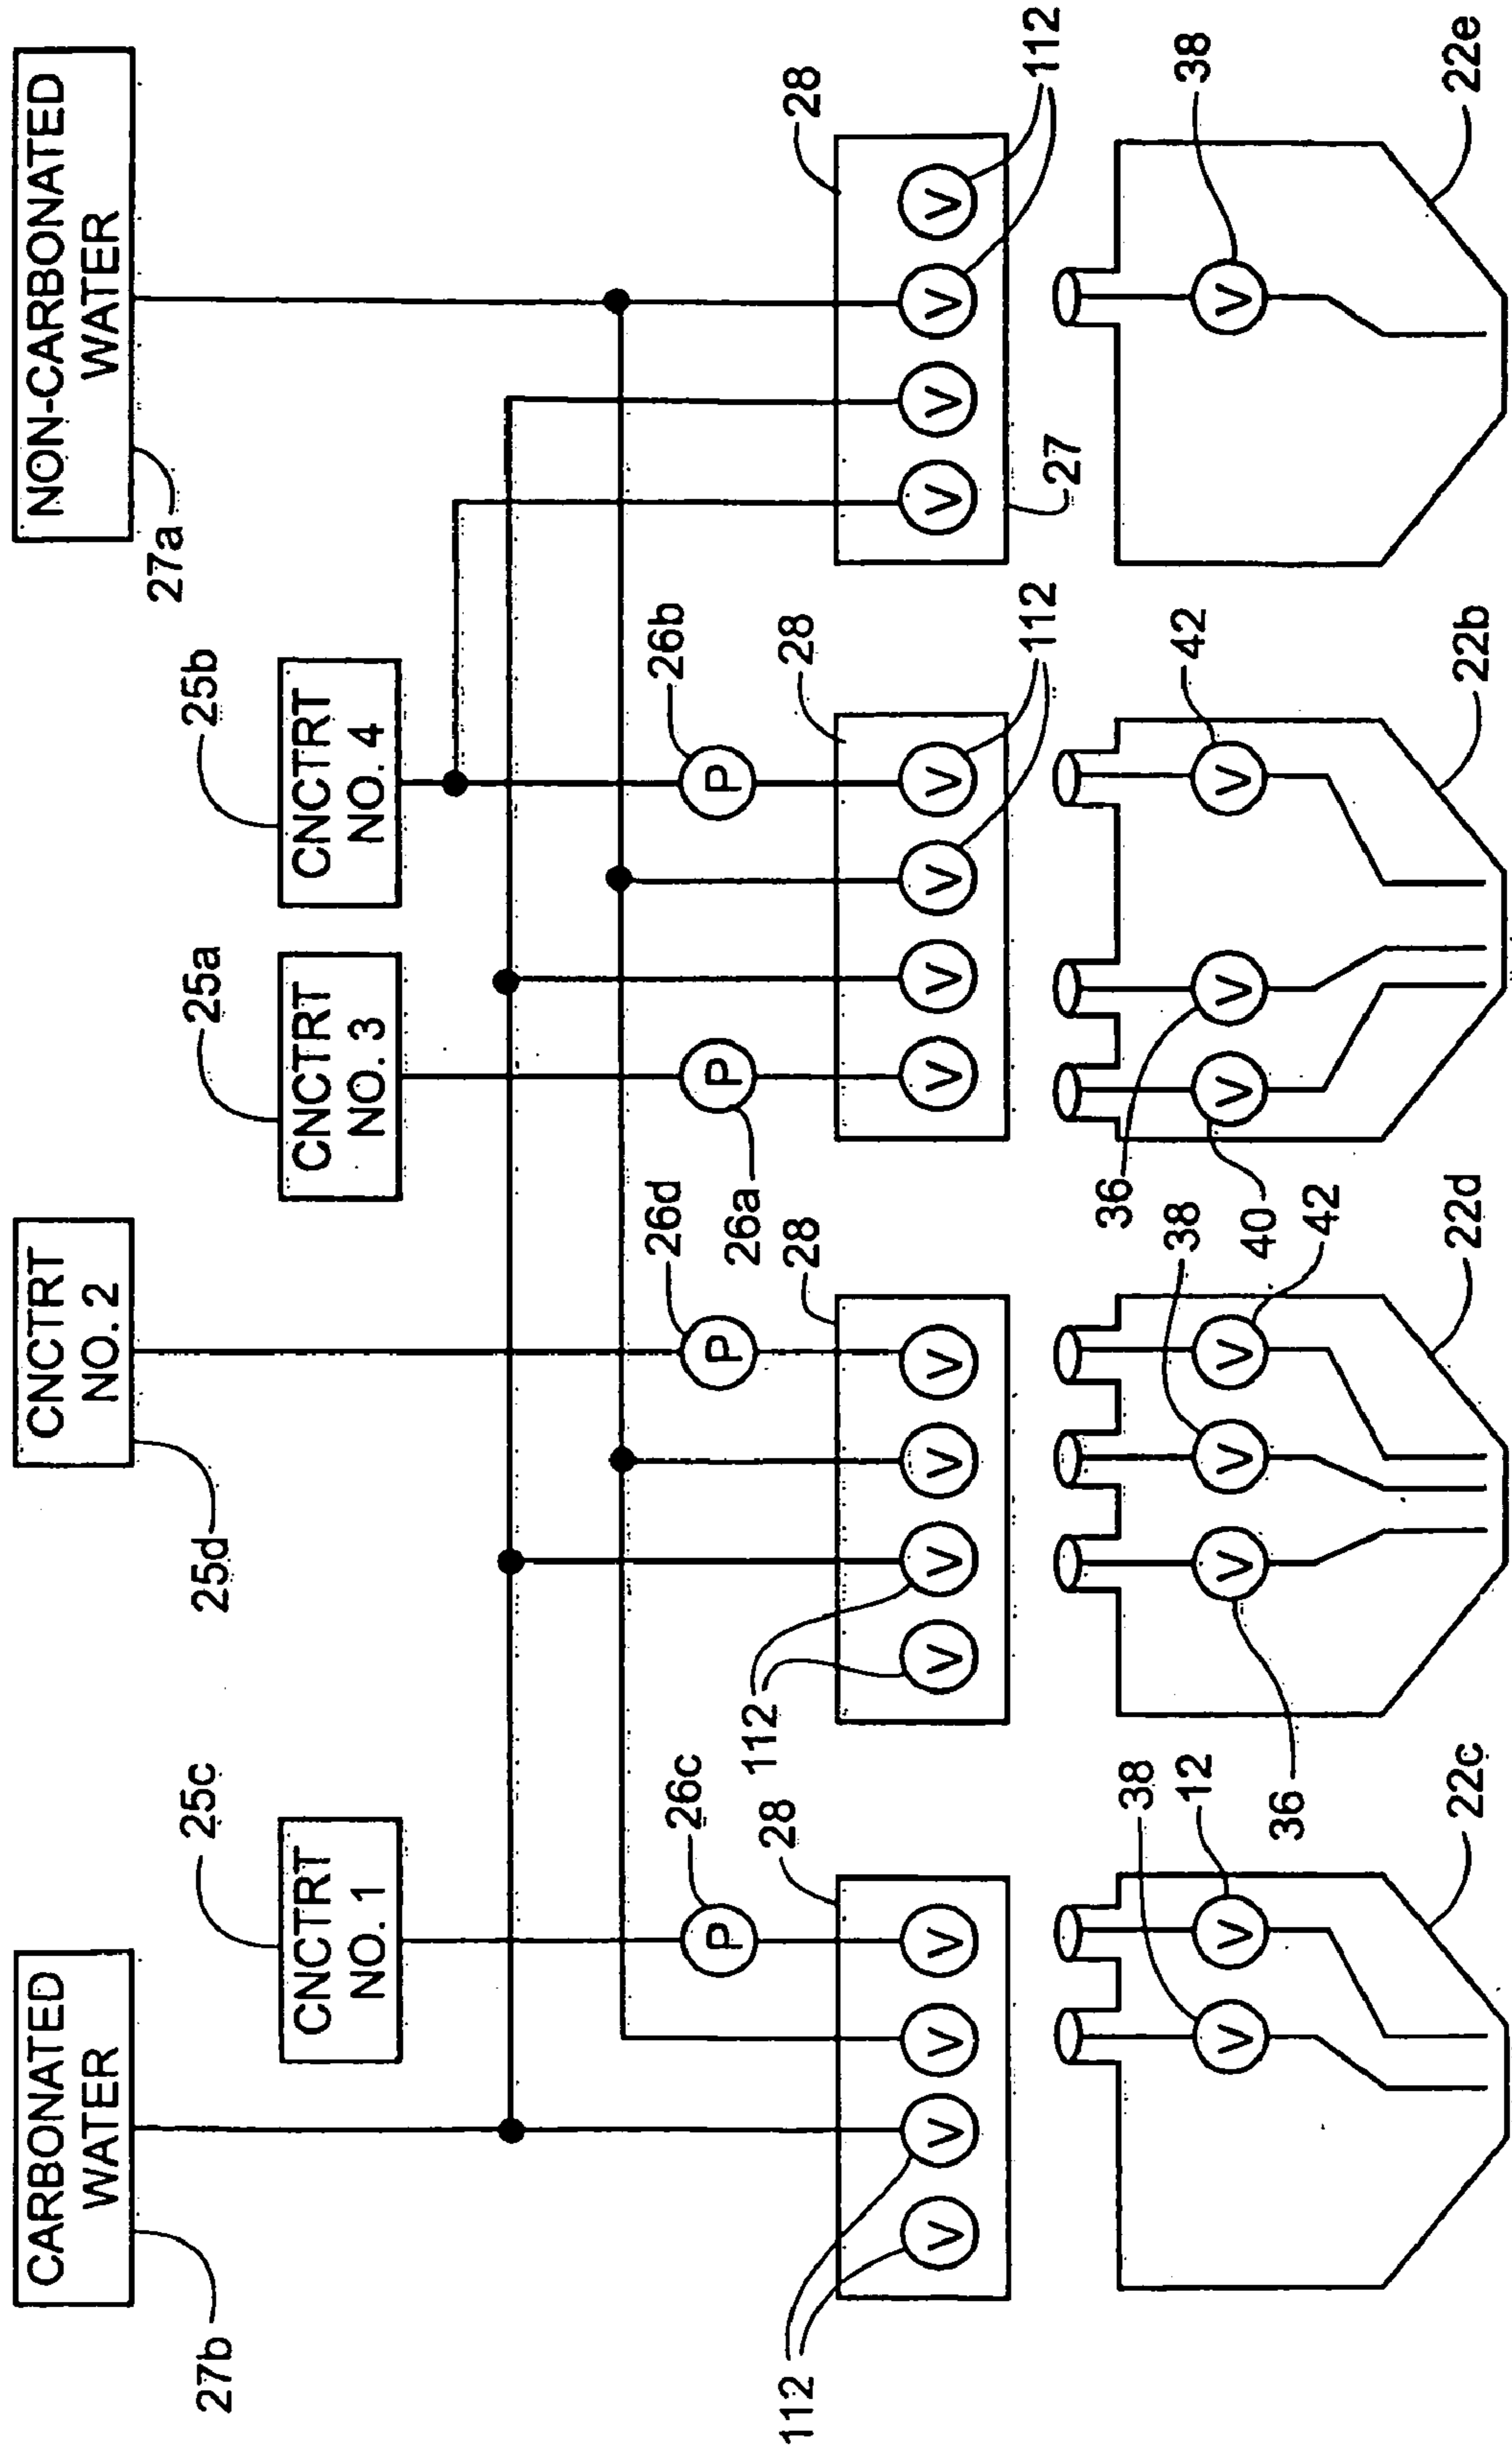 CARBONATED
WATER
27b
CNCTRT
NO. 1
25c
CNCTRT
NO. 2
25d
CNCTRT
NO. 3
25a
CNCTRT
NO. 4
25b
NON-CARBONATED
WATER
27a
P
26c
P
26d
P
26a
P
26b
28
V
V
V
V
112
28
V
V
V
V
112
28
V
V
V
V
112
28
V
V
V
V
112
27
V
V
38
12
22c
V
V
V
36
38
42
22d
V
V
V
40
36
42
22b
V
38
22e